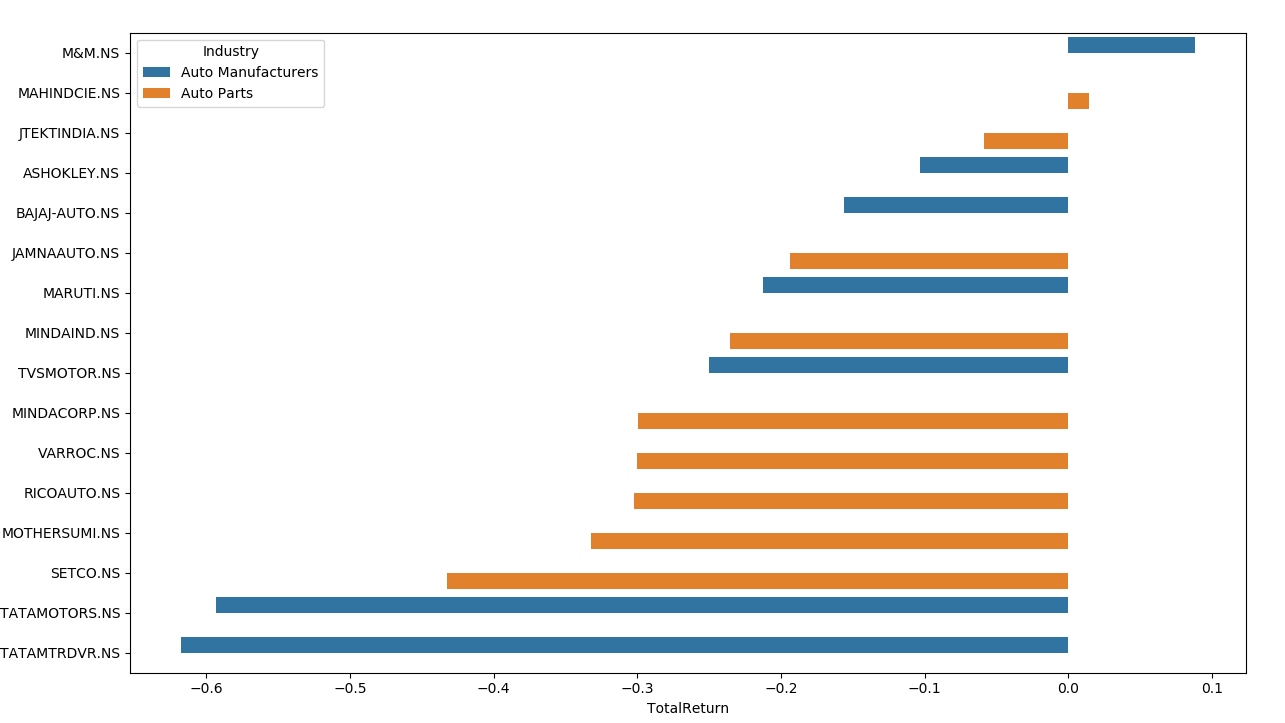 Industry
Auto Manufacturers
Auto Parts
M&M.NS
MAHINDCIE.NS
JTEKTINDIA.NS
ASHOKLEY.NS
BAJAJ-AUTO.NS
JAMNAAUTO.NS
MARUTI.NS
MINDAIND.NS
TVSMOTOR.NS
MINDACORP.NS
VARROC.NS
RICOAUTO.NS
MOTHERSUMI.NS
SETCO.NS
TATAMOTORS.NS
TATAMTRDVR.NS
−0.6 −0.5 −0.4 −0.3 −0.2 −0.1 0.0 0.1
TotalReturn